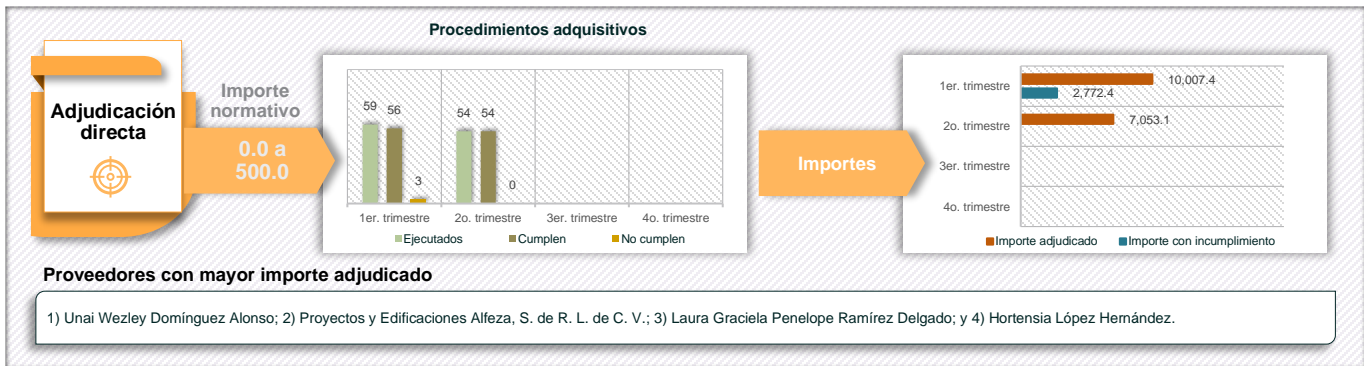 Procedimientos adquisitivos
Adjudicación
directa
Importe
normativo
0.0 a
500.0
59
56
3
54
54
0
1er. trimestre
2o. trimestre
3er. trimestre
4o. trimestre
Ejecutados
Cumplen
No cumplen
Importes
1er. trimestre
10,007.4
2,772.4
2o. trimestre
7,053.1
3er. trimestre
4o. trimestre
Importe adjudicado
Importe con incumplimiento
Proveedores con mayor importe adjudicado
1) Unai Wezley Domínguez Alonso; 2) Proyectos y Edificaciones Alfeza, S. de R. L. de C. V.; 3) Laura Graciela Penelope Ramírez Delgado; y 4) Hortensia López Hernández.